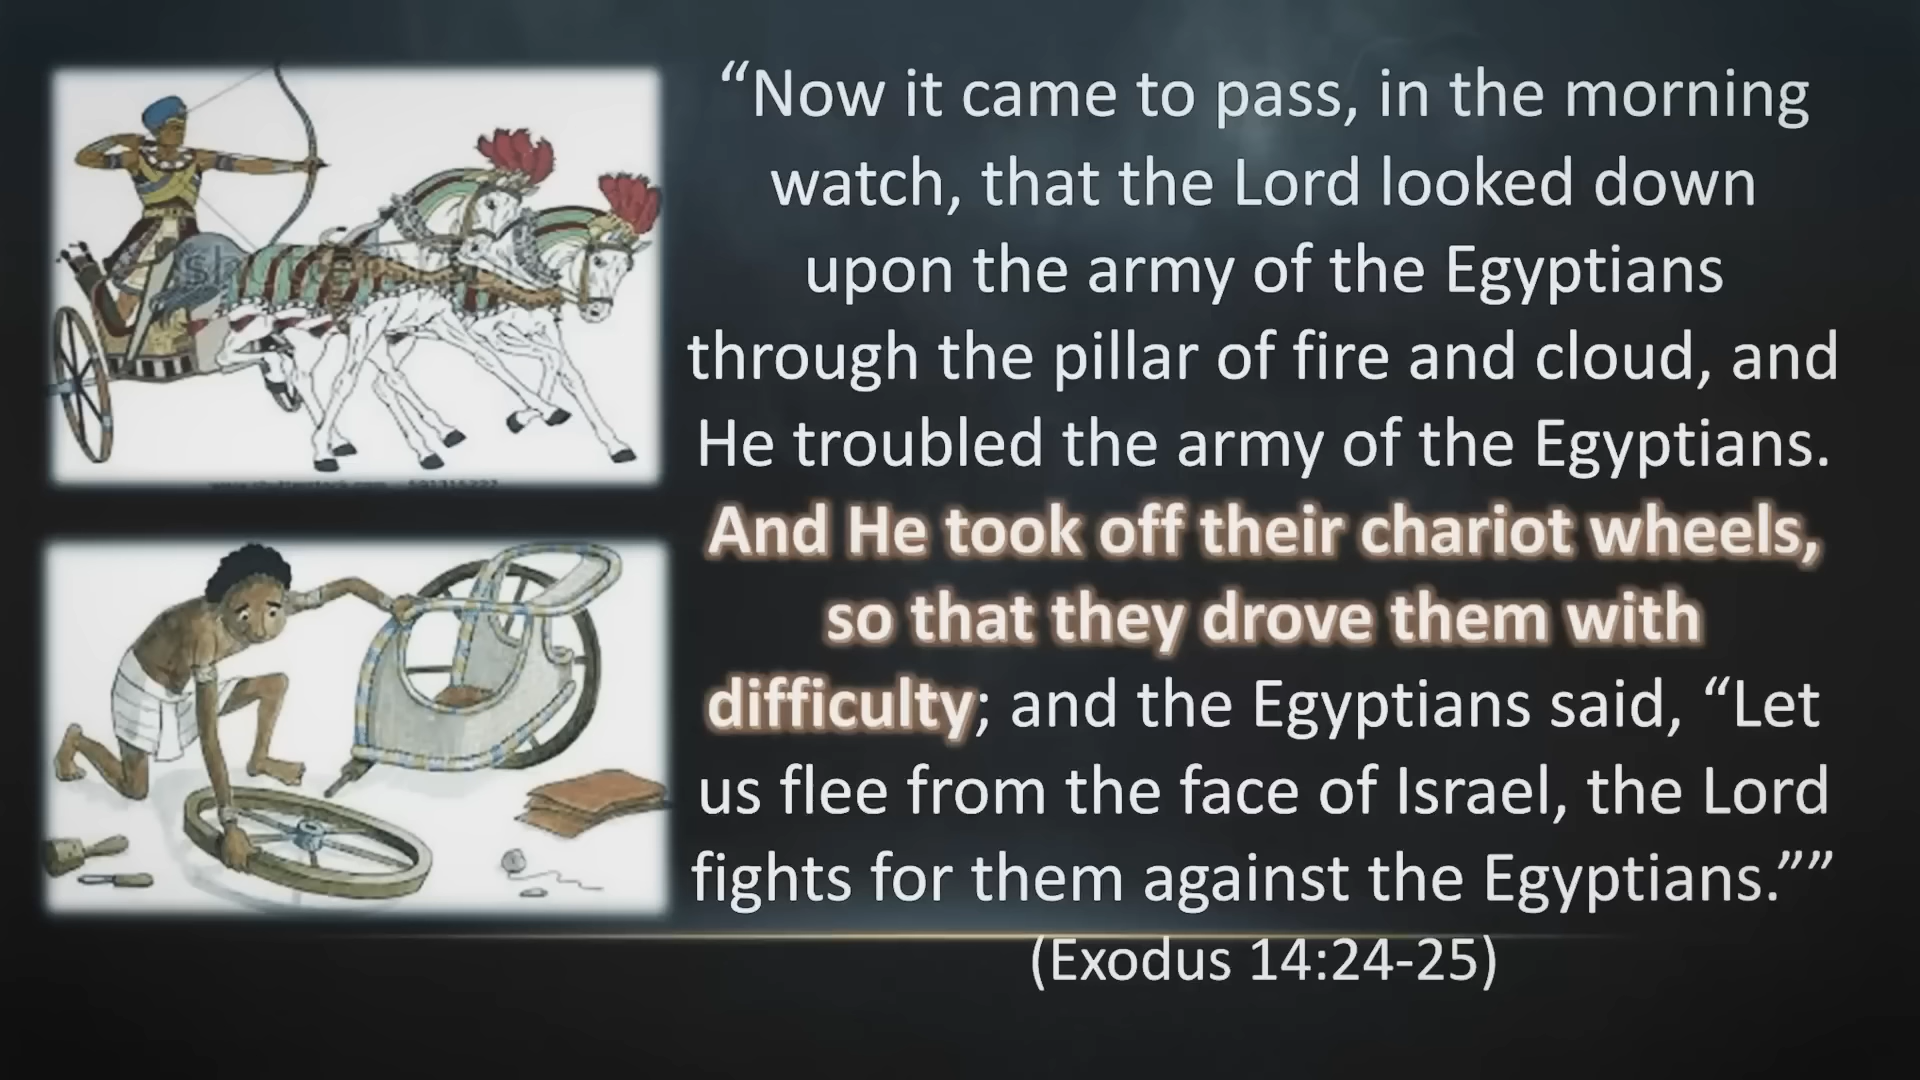 “Now it came to pass, in the morning
watch, that the Lord looked down
upon the army of the Egyptians
through the pillar of fire and cloud, and
He troubled the army of the Egyptians.
And He took off their chariot wheels,
so that they drove them with
difficulty; and the Egyptians said, “Let
us flee from the face of Israel, the Lord
fights for them against the Egyptians.””
(Exodus 14:24-25)